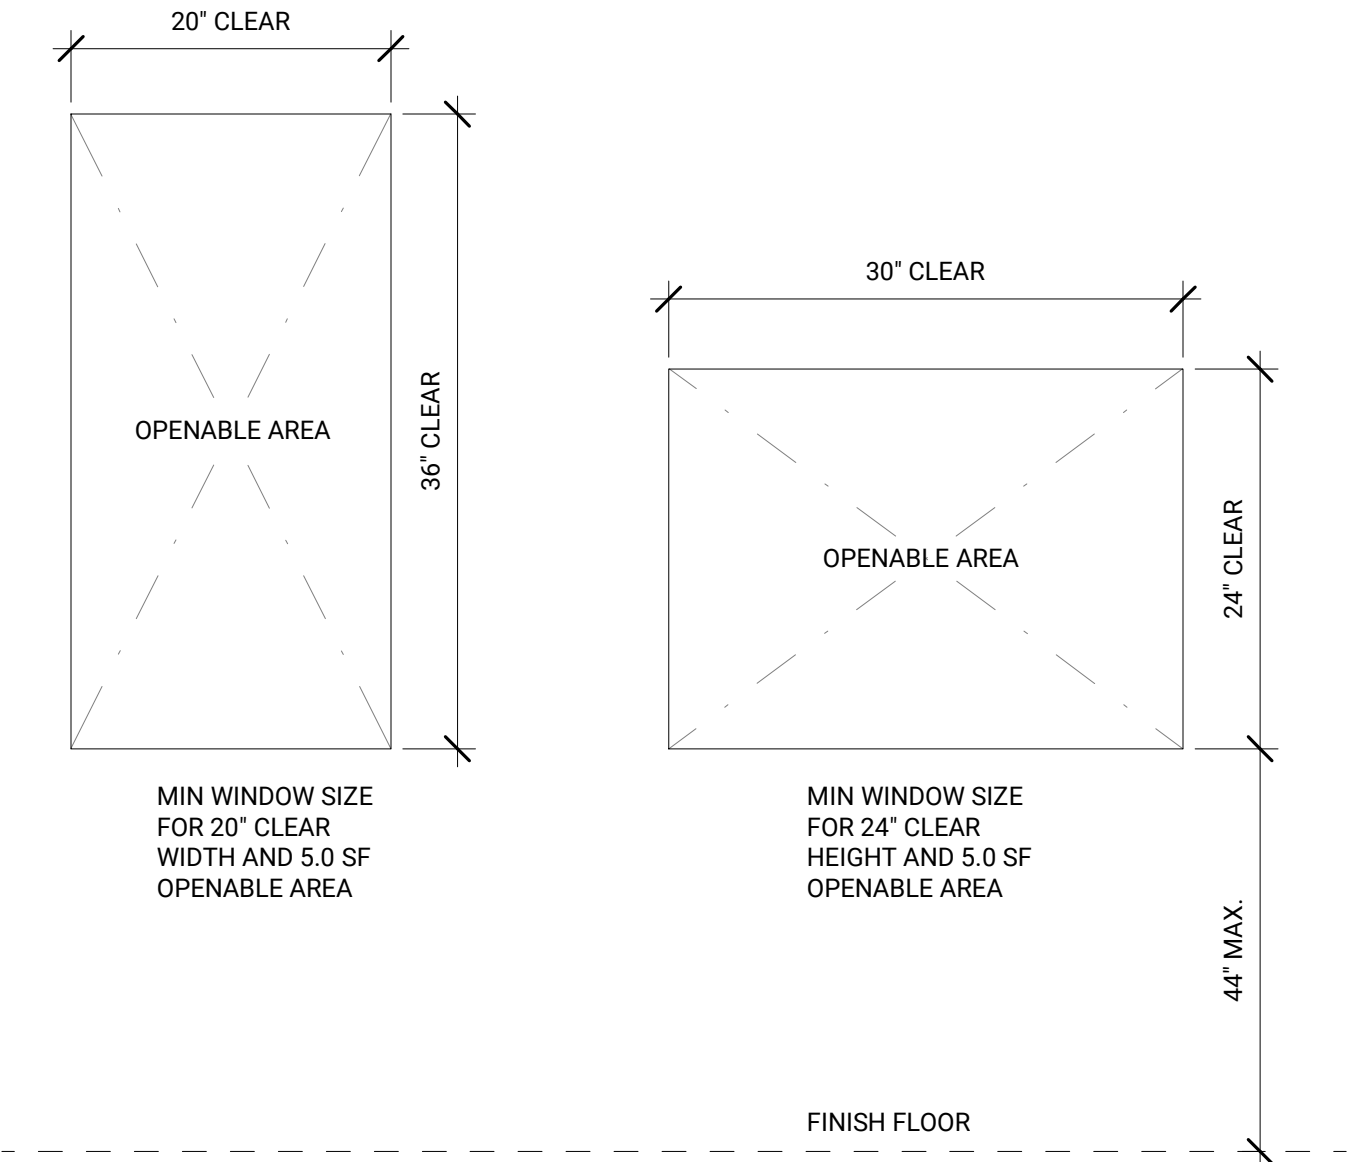 20" CLEAR
36" CLEAR
OPENABLE AREA
MIN WINDOW SIZE
FOR 20" CLEAR
WIDTH AND 5.0 SF
OPENABLE AREA
30" CLEAR
24" CLEAR
OPENABLE AREA
MIN WINDOW SIZE
FOR 24" CLEAR
HEIGHT AND 5.0 SF
OPENABLE AREA
44" MAX.
FINISH FLOOR